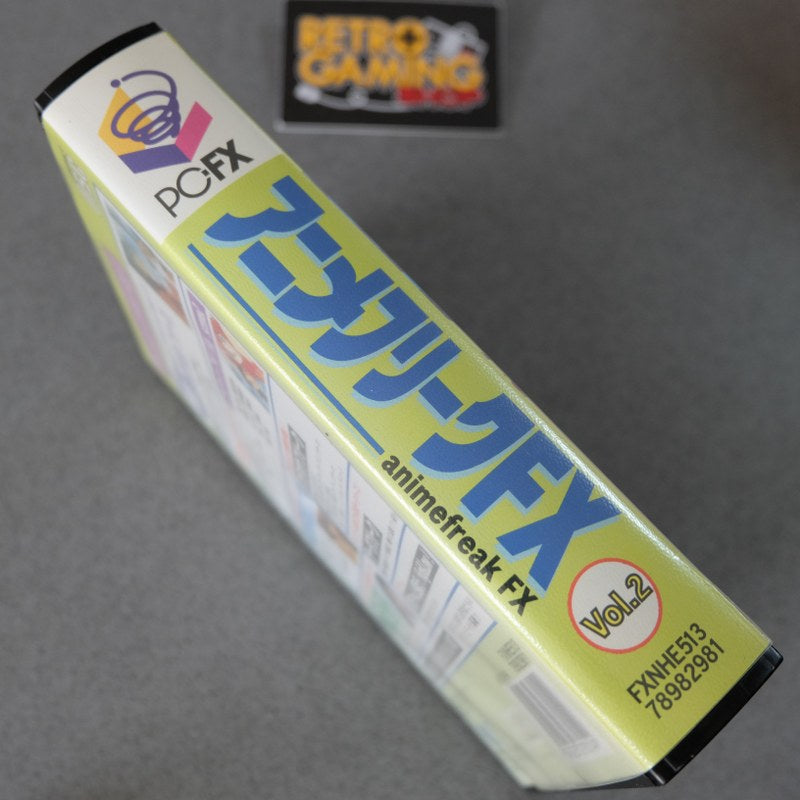 RETRO
GAMING
PC-FX
アニメフリークFX
animefreak FX
Vol.2
FXNHE513
78982981